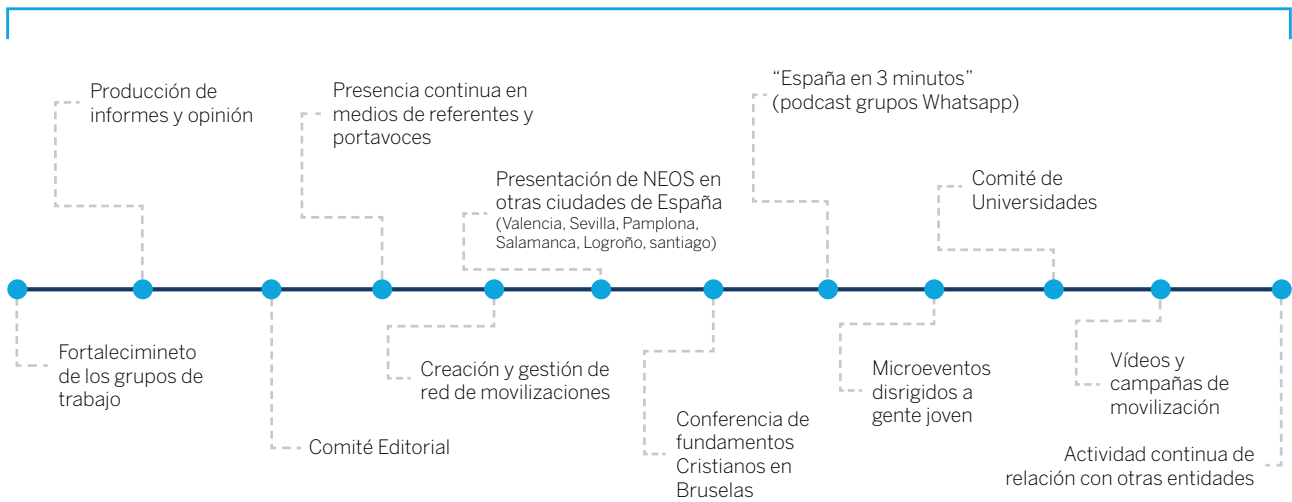 Producción de
informes y opinión
Presencia continua en
medios de referentes y
portavoces
Presentación de NEOS en
otras ciudades de España
(Valencia, Sevilla, Pamplona,
Salamanca, Logroño, santiago)
“España en 3 minutos”
(podcast grupos Whatsapp)
Comité de
Universidades
Fortalecimineto
de los grupos de
trabajo
Comité Editorial
Creación y gestión de
red de movilizaciones
Conferencia de
fundamentos
Cristianos en
Bruselas
Microeventos
disrigidos a
gente joven
Vídeos y
campañas de
movilización
Actividad continua de
relación con otras entidades